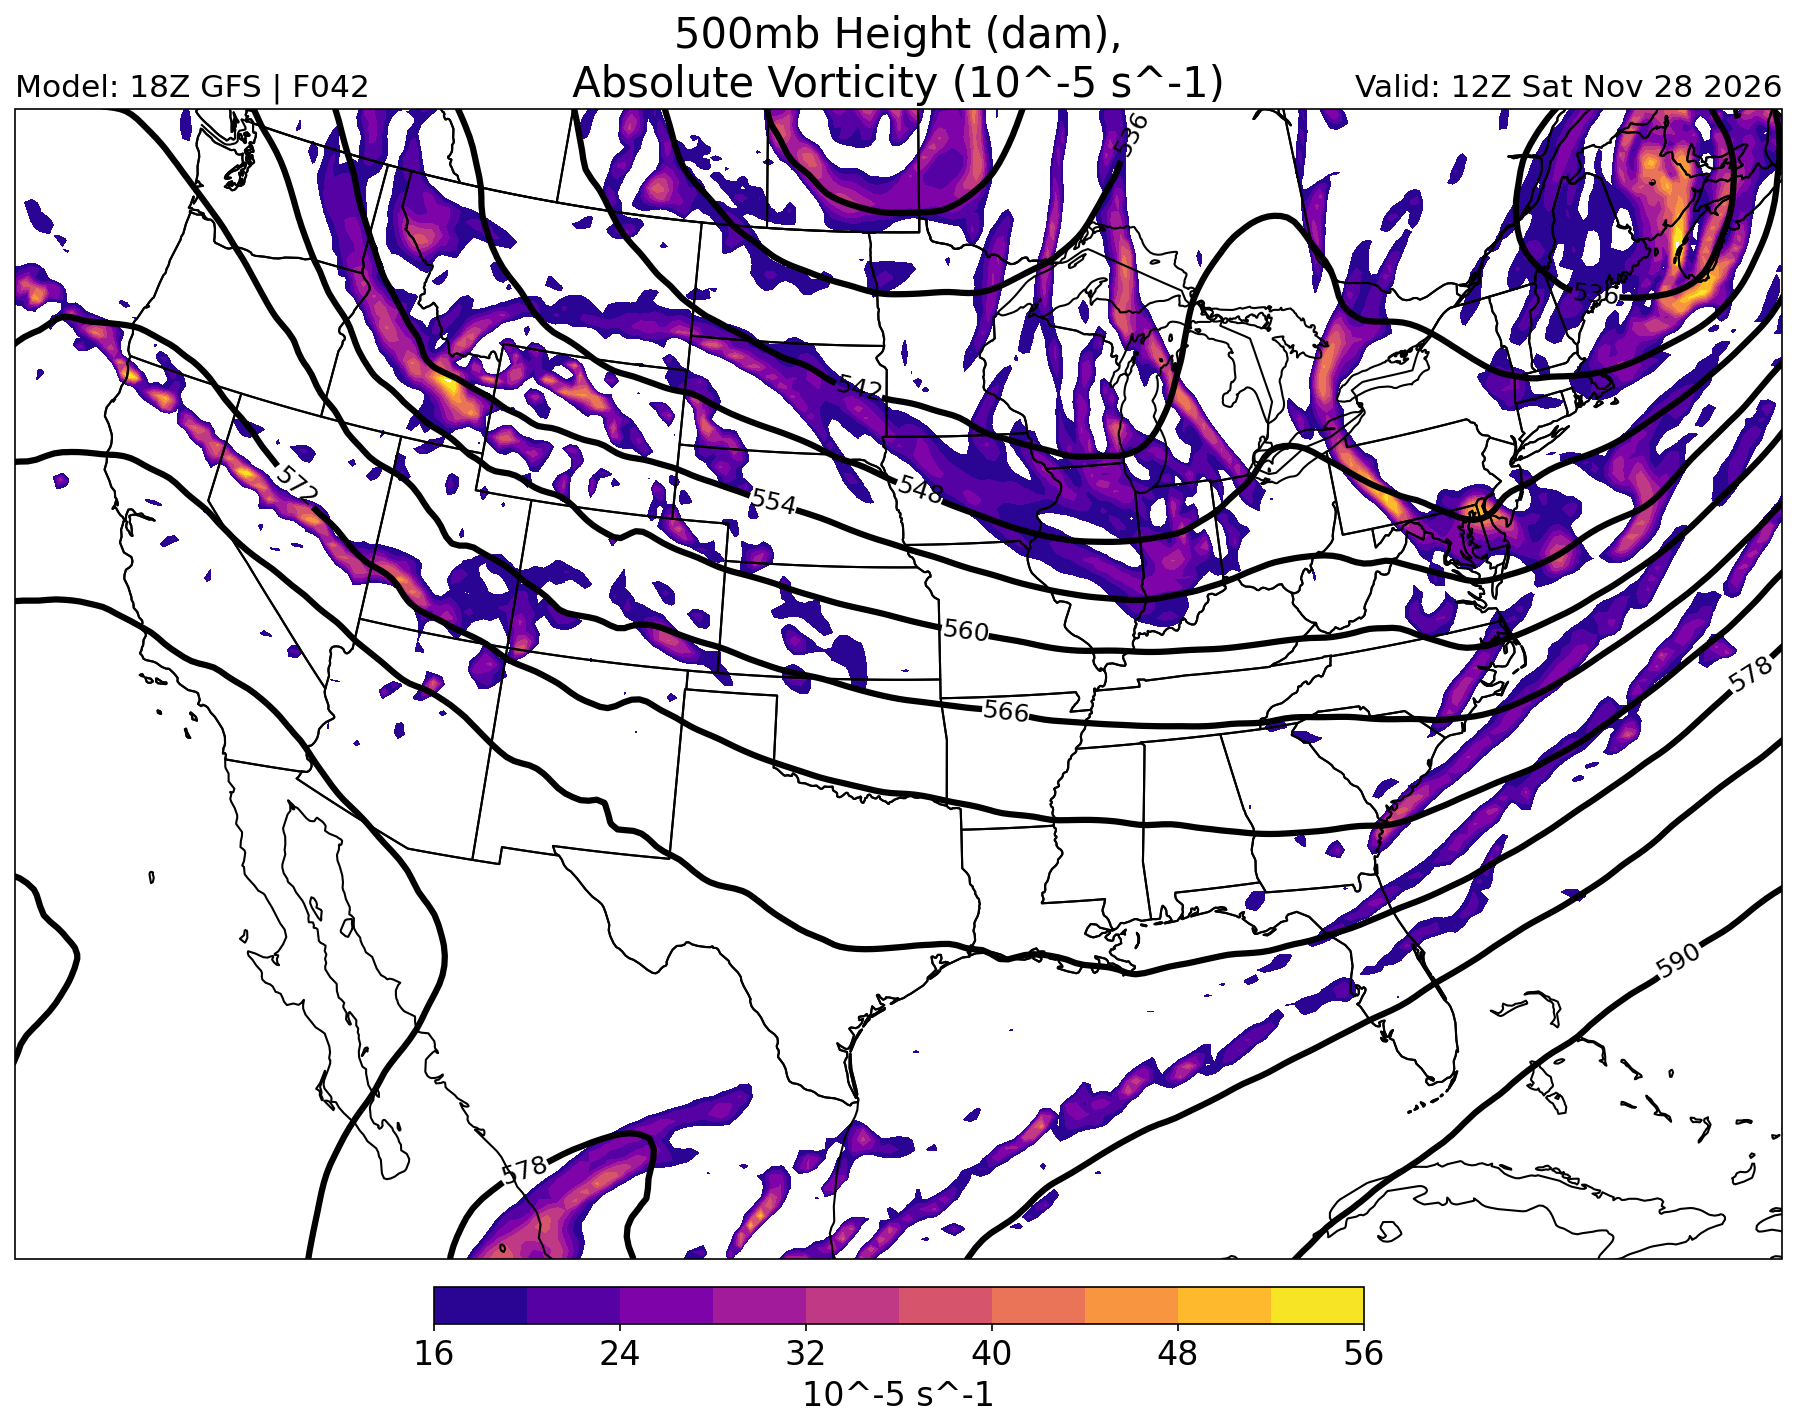 500mb Height (dam),
Absolute Vorticity (10^-5 s^-1)
Model: 18Z GFS | F042
Valid: 12Z Sat Nov 28 2026
536
536
542
572
548
554
560
566
578
590
578
16 24 32 40 48 56
10^-5 s^-1